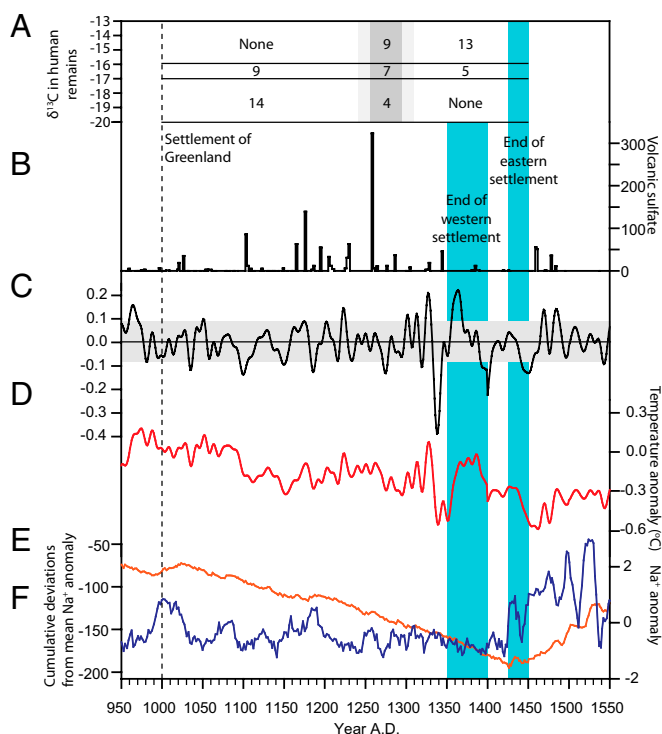 A
δ¹³C in human
remains
-13
-14
-15
-16
-17
-18
-19
-20
None
9
13
9
7
5
14
4
None
B
Settlement of
Greenland
End of
eastern
settlement
End of
western
settlement
300
200
100
0
Volcanic sulfate
C
0.2
0.1
0.0
-0.1
-0.2
-0.3
-0.4
D
0.3
0.0
-0.3
-0.6
Temperature anomaly (°C)
E
F
-50
-100
-150
-200
Cumulative deviations
from mean Na⁺ anomaly
2
0
-2
Na⁺ anomaly
950 1000 1050 1100 1150 1200 1250 1300 1350 1400 1450 1500 1550
Year A.D.